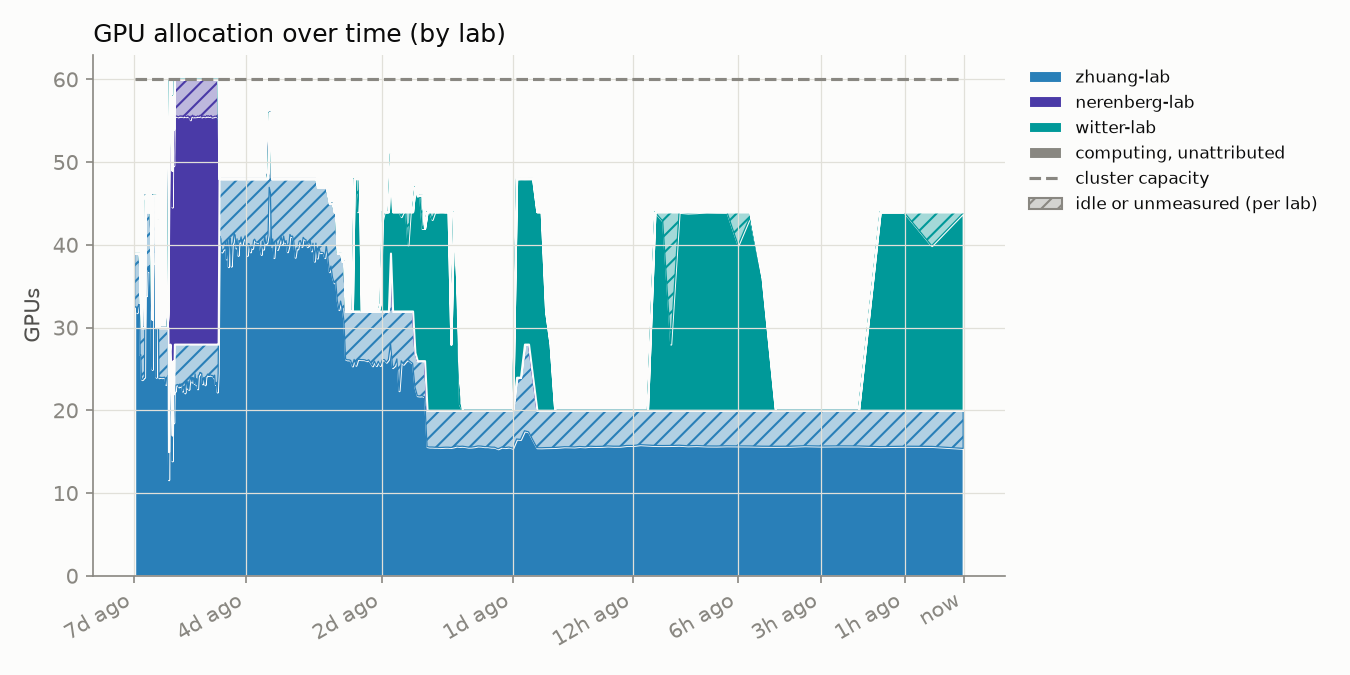 GPU allocation over time (by lab)
60
50
40
30
20
10
0
GPUs
7d ago
4d ago
2d ago
1d ago
12h ago
6h ago
3h ago
1h ago
now
zhuang-lab
nerenberg-lab
witter-lab
computing, unattributed
cluster capacity
idle or unmeasured (per lab)